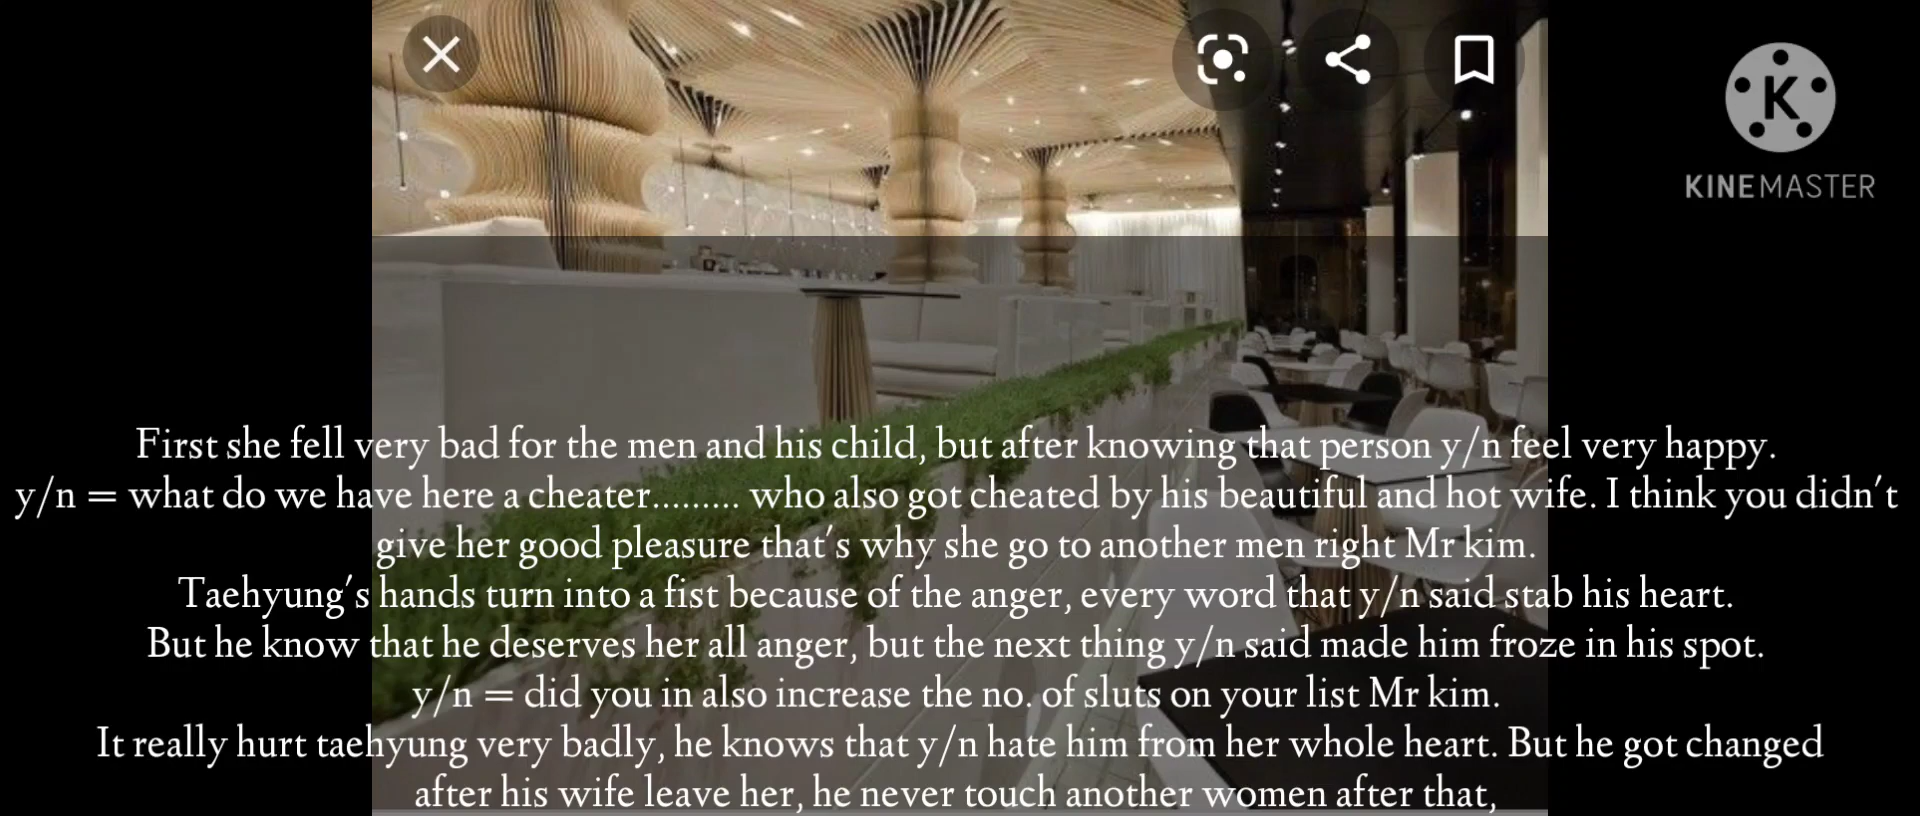 KINEMASTER
First she fell very bad for the men and his child, but after knowing that person y/n feel very happy.
y/n = what do we have here a cheater......... who also got cheated by his beautiful and hot wife. I think you didn't
give her good pleasure that's why she go to another men right Mr kim.
Taehyung's hands turn into a fist because of the anger, every word that y/n said stab his heart.
But he know that he deserves her all anger, but the next thing y/n said made him froze in his spot.
y/n = did you in also increase the no. of sluts on your list Mr kim.
It really hurt taehyung very badly, he knows that y/n hate him from her whole heart. But he got changed
after his wife leave her, he never touch another women after that,